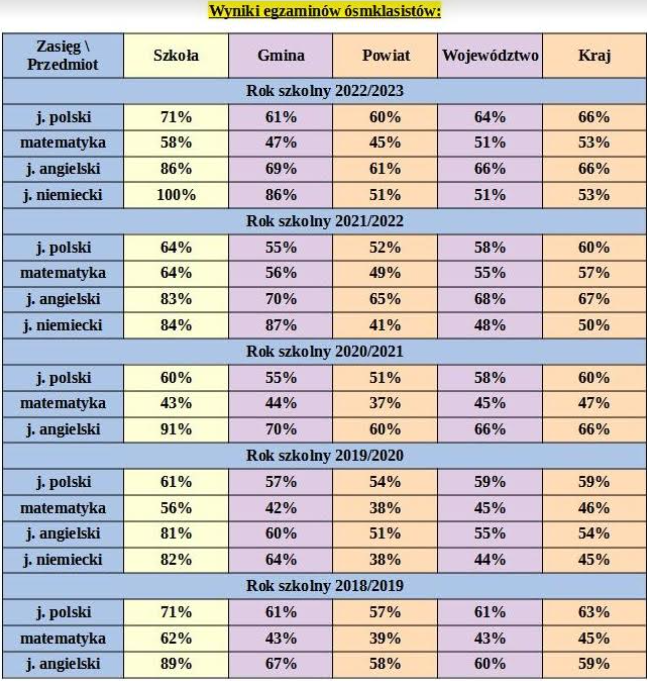 Wyniki egzaminów ósmklasistów:
Zasięg \ Przedmiot Szkoła Gmina Powiat Województwo Kraj
Rok szkolny 2022/2023
j. polski 71% 61% 60% 64% 66%
matematyka 58% 47% 45% 51% 53%
j. angielski 86% 69% 61% 66% 66%
j. niemiecki 100% 86% 51% 51% 53%
Rok szkolny 2021/2022
j. polski 64% 55% 52% 58% 60%
matematyka 64% 56% 49% 55% 57%
j. angielski 83% 70% 65% 68% 67%
j. niemiecki 84% 87% 41% 48% 50%
Rok szkolny 2020/2021
j. polski 60% 55% 51% 58% 60%
matematyka 43% 44% 37% 45% 47%
j. angielski 91% 70% 60% 66% 66%
Rok szkolny 2019/2020
j. polski 61% 57% 54% 59% 59%
matematyka 56% 42% 38% 45% 46%
j. angielski 81% 60% 51% 55% 54%
j. niemiecki 82% 64% 38% 44% 45%
Rok szkolny 2018/2019
j. polski 71% 61% 57% 61% 63%
matematyka 62% 43% 39% 43% 45%
j. angielski 89% 67% 58% 60% 59%